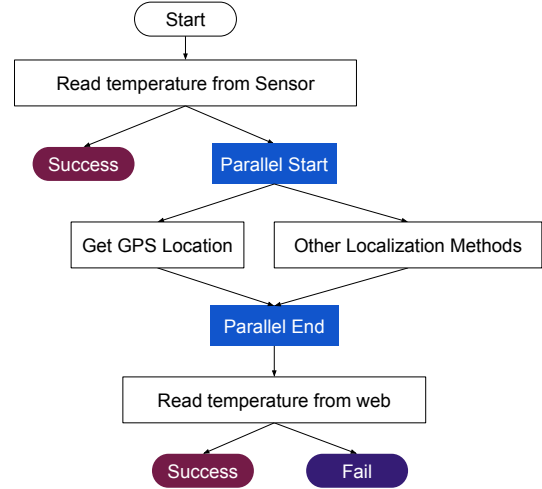 Start
Read temperature from Sensor
Success
Parallel Start
Get GPS Location
Other Localization Methods
Parallel End
Read temperature from web
Success
Fail